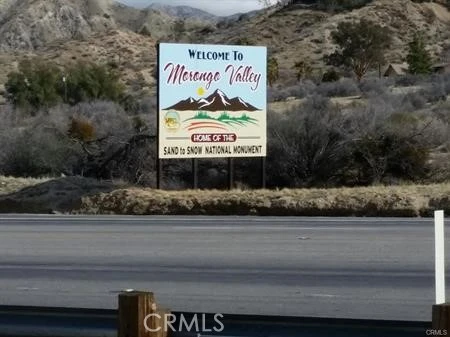 WELCOME TO
Morongo Valley
HOME OF THE
SAND to SNOW NATIONAL MONUMENT
CRMLS
CRMLS